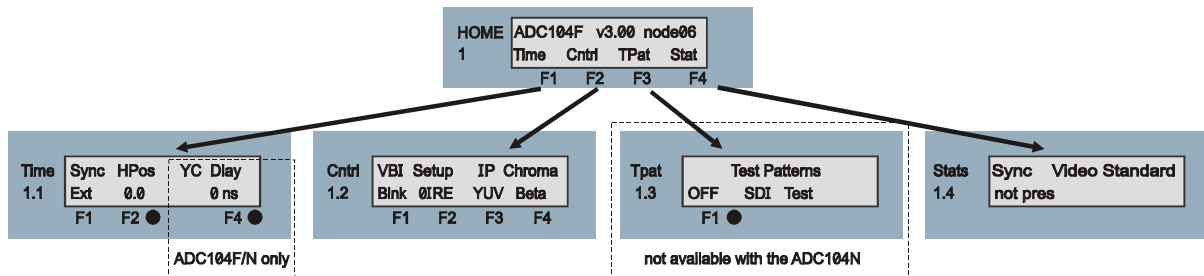 HOME
1
ADC104F v3.00 node06
Time Cntrl TPat Stat
F1 F2 F3 F4
Time
1.1
Sync HPos YC Dlay
Ext 0.0 0 ns
F1 F2 F4
ADC104F/N only
Cntrl
1.2
VBI Setup IP Chroma
Blnk 0IRE YUV Beta
F1 F2 F3 F4
Tpat
1.3
Test Patterns
OFF SDI Test
F1
not available with the ADC104N
Stats
1.4
Sync Video Standard
not pres